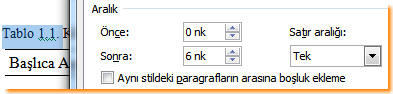 Aralık
Tablo 1.1. K
Önce: 0 nk Satır aralığı:
Başlıca A
Sonra: 6 nk Tek
Aynı stildeki paragrafların arasına boşluk ekleme